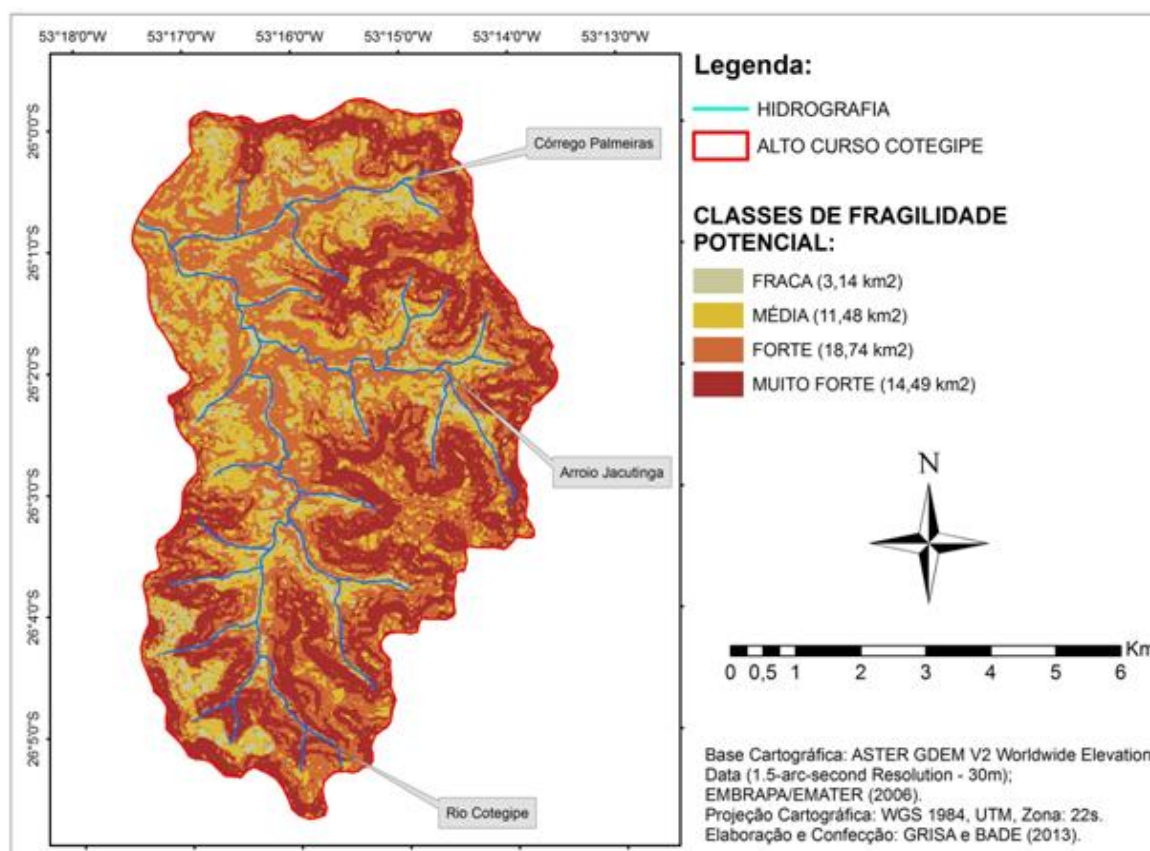 53°18'0"W 53°17'0"W 53°16'0"W 53°15'0"W 53°14'0"W 53°13'0"W
26°0'0"S
26°1'0"S
26°2'0"S
26°3'0"S
26°4'0"S
26°5'0"S
Córrego Palmeiras
Arroio Jacutinga
Rio Cotegipe
Legenda:
HIDROGRAFIA
ALTO CURSO COTEGIPE
CLASSES DE FRAGILIDADE
POTENCIAL:
FRACA (3,14 km2)
MÉDIA (11,48 km2)
FORTE (18,74 km2)
MUITO FORTE (14,49 km2)
N
Km
0 0,5 1 2 3 4 5 6
Base Cartográfica: ASTER GDEM V2 Worldwide Elevation
Data (1.5-arc-second Resolution - 30m);
EMBRAPA/EMATER (2006).
Projeção Cartográfica: WGS 1984, UTM, Zona: 22s.
Elaboração e Confecção: GRISA e BADE (2013).